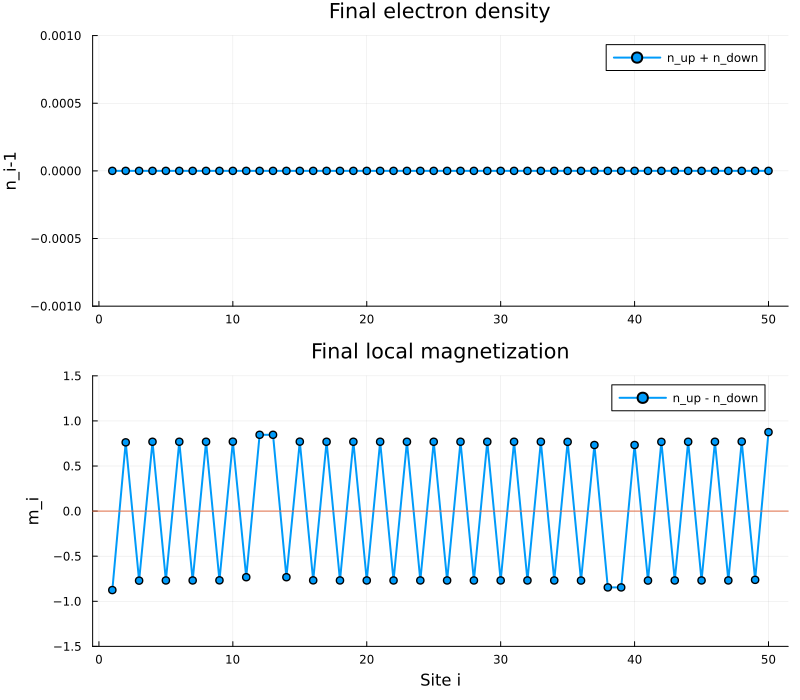 Final electron density
0.0010
n_up + n_down
0.0005
n_i-1
0.0000
−0.0005
−0.0010
0 10 20 30 40 50
Final local magnetization
1.5
n_up - n_down
1.0
0.5
m_i
0.0
−0.5
−1.0
−1.5
0 10 20 30 40 50
Site i